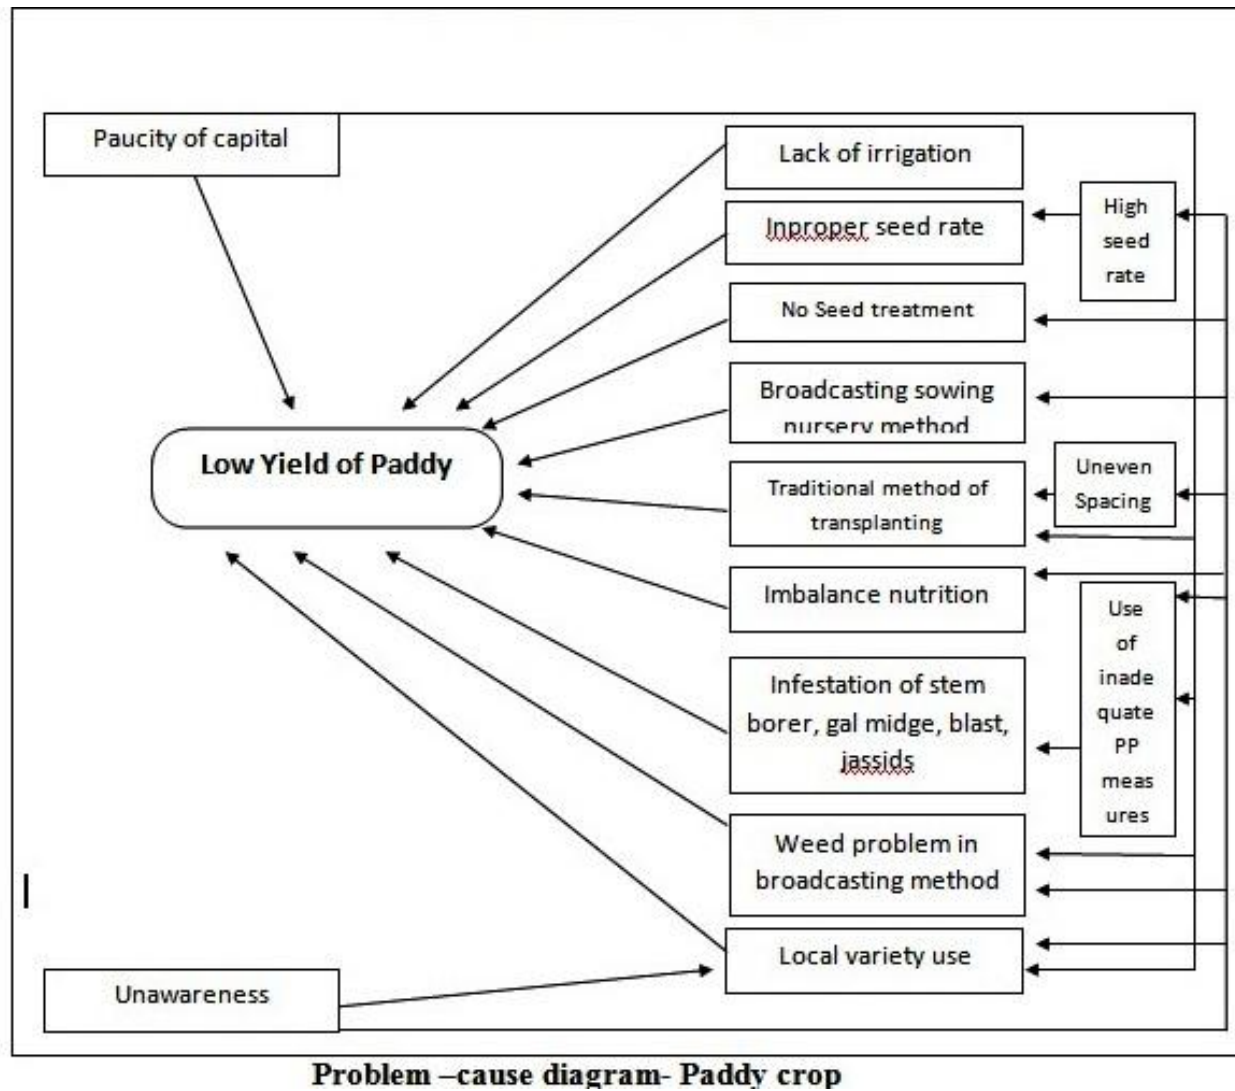 Paucity of capital
Lack of irrigation
Inproper seed rate
High
seed
rate
No Seed treatment
Broadcasting sowing
nursery method
Low Yield of Paddy
Traditional method of
transplanting
Uneven
Spacing
Imbalance nutrition
Use
of
inade
quate
PP
meas
ures
Infestation of stem
borer, gal midge, blast,
jassids
Weed problem in
broadcasting method
Local variety use
Unawareness
Problem –cause diagram- Paddy crop